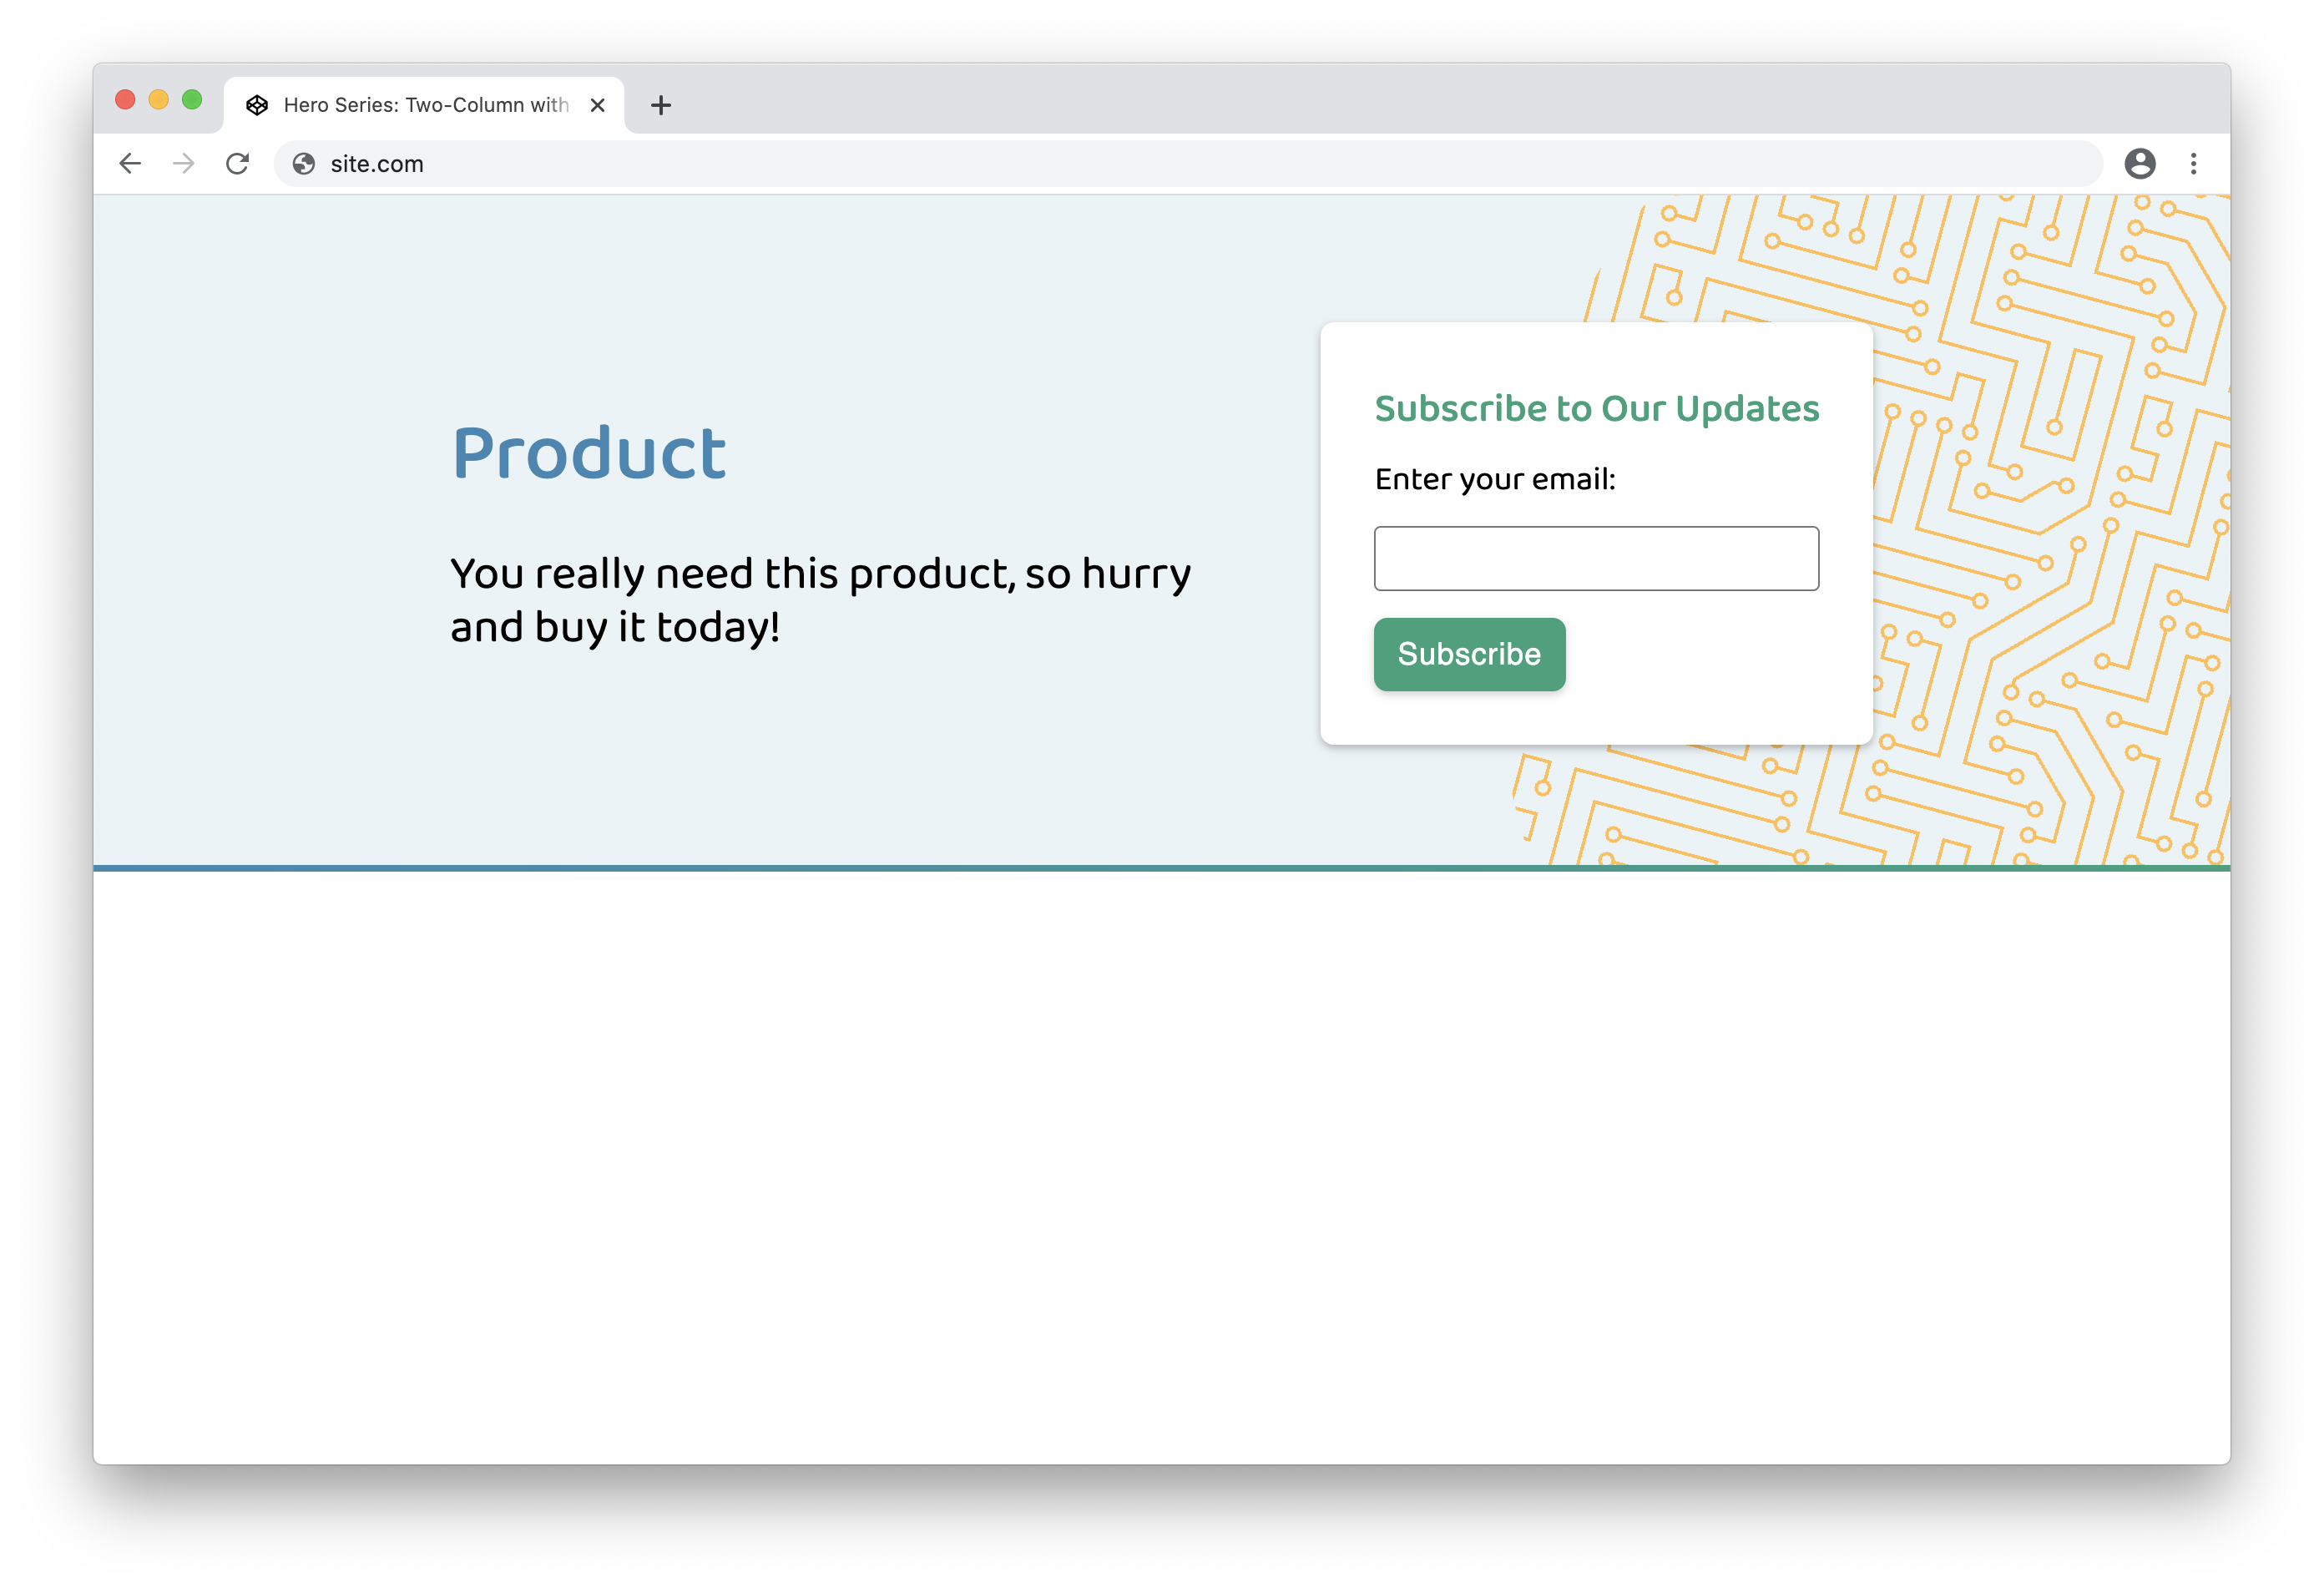 Hero Series: Two-Column with
site.com
Product
You really need this product, so hurry
and buy it today!
Subscribe to Our Updates
Enter your email:
Subscribe